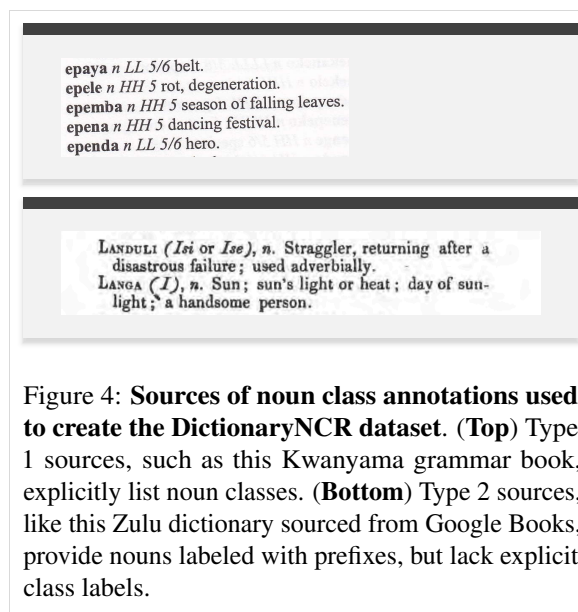 epaya n LL 5/6 belt.
epele n HH 5 rot, degeneration.
epemba n HH 5 season of falling leaves.
epena n HH 5 dancing festival.
ependa n LL 5/6 hero.
LANDULI (Isi or Ise), n. Straggler, returning after a
disastrous failure; used adverbially.
LANGA (I), n. Sun; sun's light or heat; day of sun-
light; a handsome person.
Figure 4: Sources of noun class annotations used
to create the DictionaryNCR dataset. (Top) Type
1 sources, such as this Kwanyama grammar book,
explicitly list noun classes. (Bottom) Type 2 sources,
like this Zulu dictionary sourced from Google Books,
provide nouns labeled with prefixes, but lack explicit
class labels.